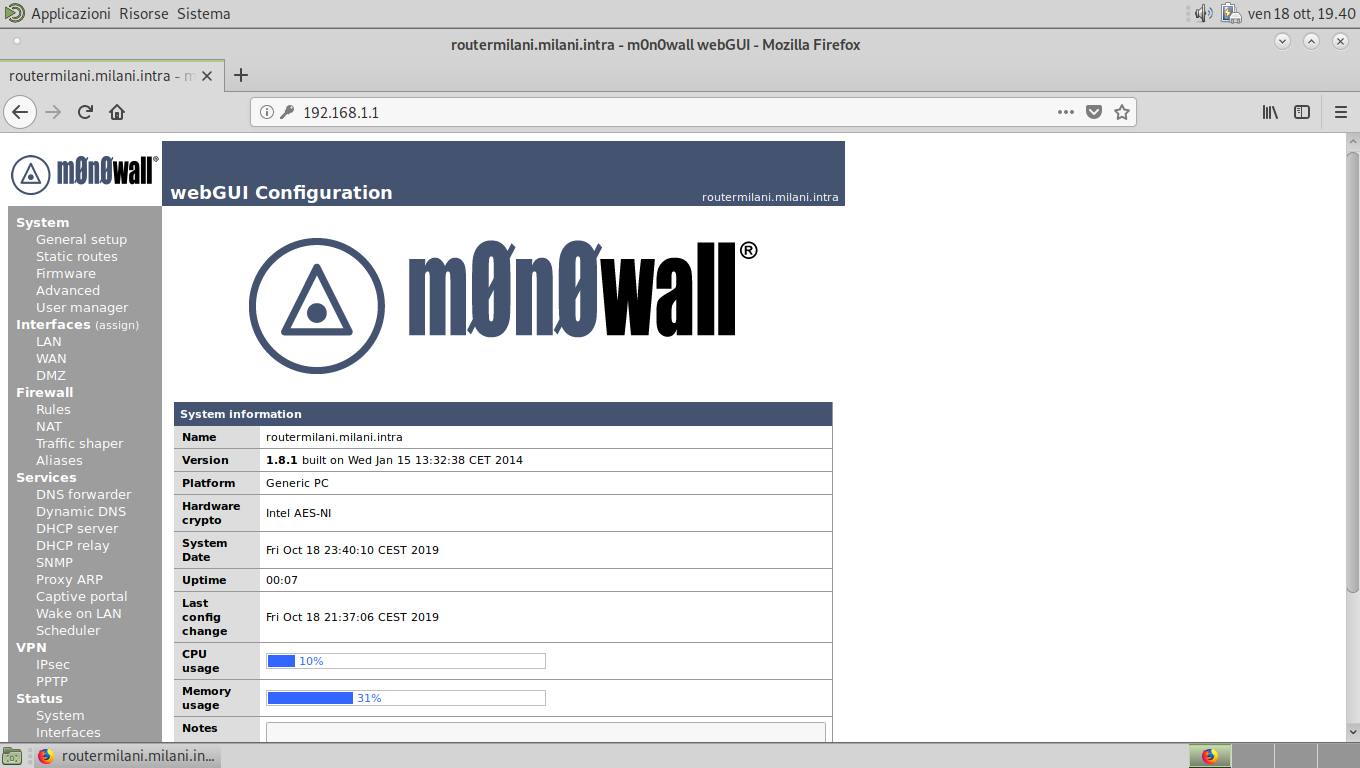 Applicazioni Risorse Sistema
ven 18 ott, 19.40
routermilani.milani.intra - m0n0wall webGUI - Mozilla Firefox
routermilani.milani.intra - m
192.168.1.1
m0n0wall®
webGUI Configuration
routermilani.milani.intra
System
General setup
Static routes
Firmware
Advanced
User manager
Interfaces (assign)
LAN
WAN
DMZ
Firewall
Rules
NAT
Traffic shaper
Aliases
Services
DNS forwarder
Dynamic DNS
DHCP server
DHCP relay
SNMP
Proxy ARP
Captive portal
Wake on LAN
Scheduler
VPN
IPsec
PPTP
Status
System
Interfaces
m0n0wall®
System information
Name routermilani.milani.intra
Version 1.8.1 built on Wed Jan 15 13:32:38 CET 2014
Platform Generic PC
Hardware
crypto
Intel AES-NI
System
Date
Fri Oct 18 23:40:10 CEST 2019
Uptime 00:07
Last
config
change
Fri Oct 18 21:37:06 CEST 2019
CPU
usage
10%
Memory
usage
31%
Notes
routermilani.milani.in...